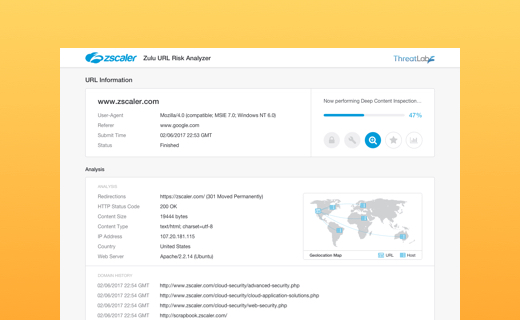 zscaler Zulu URL Risk Analyzer
ThreatLabZ
URL Information
www.zscaler.com
User-Agent Mozilla/4.0 (compatible; MSIE 7.0; Windows NT 6.0)
Referer www.google.com
Submit Time 02/06/2017 22:53 GMT
Status Finished
Now performing Deep Content Inspection...
47%
Analysis
ANALYSIS
Redirections https://zscaler.com/ (301 Moved Permanently)
HTTP Status Code 200 OK
Content Size 19444 bytes
Content Type text/html; charset=utf-8
IP Address 107.20.181.115
Country United States
Web Server Apache/2.2.14 (Ubuntu)
Geolocation Map URL Host
DOMAIN HISTORY
02/06/2017 22:54 GMT http://www.zscaler.com/cloud-security/advanced-security.php
02/06/2017 22:54 GMT http://www.zscaler.com/cloud-security/cloud-application-solutions.php
02/06/2017 22:54 GMT http://www.zscaler.com/cloud-security/web-security.php
02/06/2017 22:54 GMT http://scrapbook.zscaler.com/